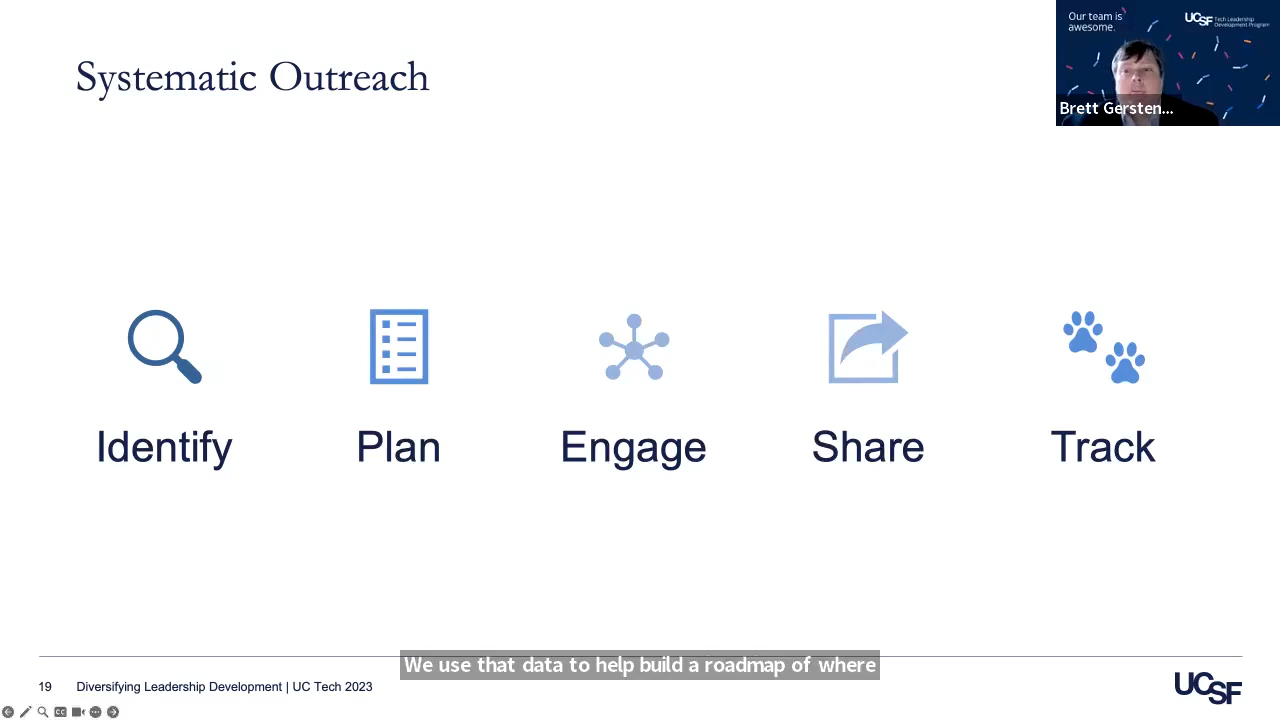 Systematic Outreach
Our team is
awesome.
UCSF Tech Leadership
Development Program
Brett Gersten...
Identify
Plan
Engage
Share
Track
We use that data to help build a roadmap of where
19
Diversifying Leadership Development | UC Tech 2023
UCSF
CC